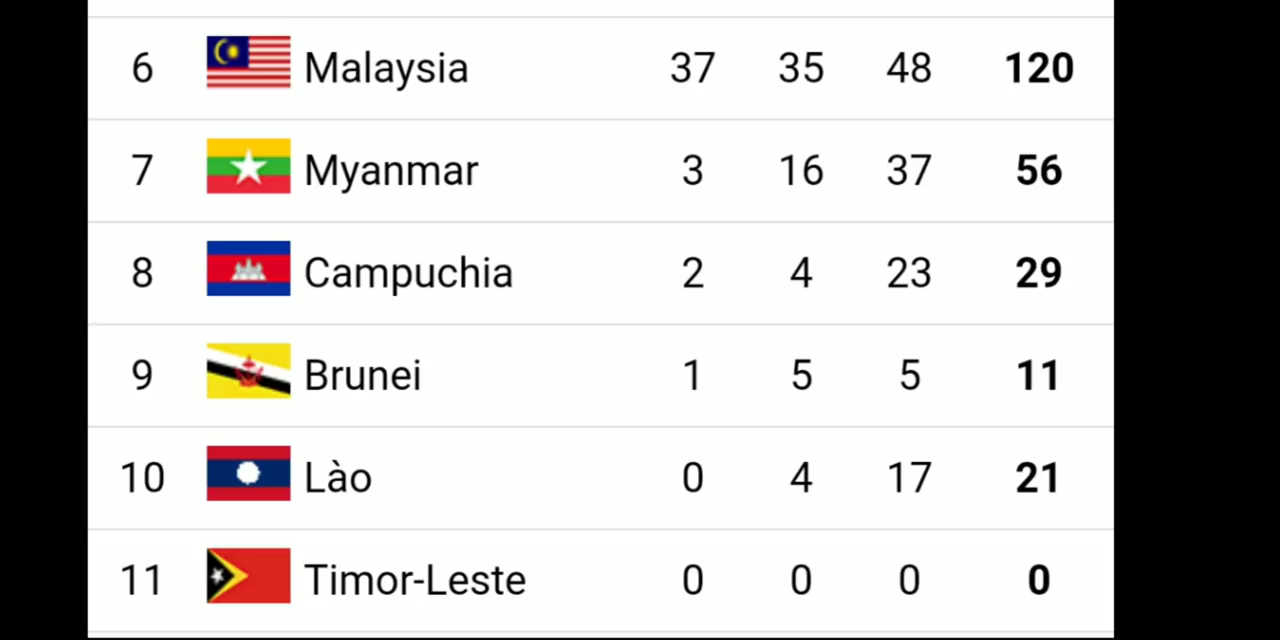 6 Malaysia 37 35 48 120
7 Myanmar 3 16 37 56
8 Campuchia 2 4 23 29
9 Brunei 1 5 5 11
10 Lào 0 4 17 21
11 Timor-Leste 0 0 0 0